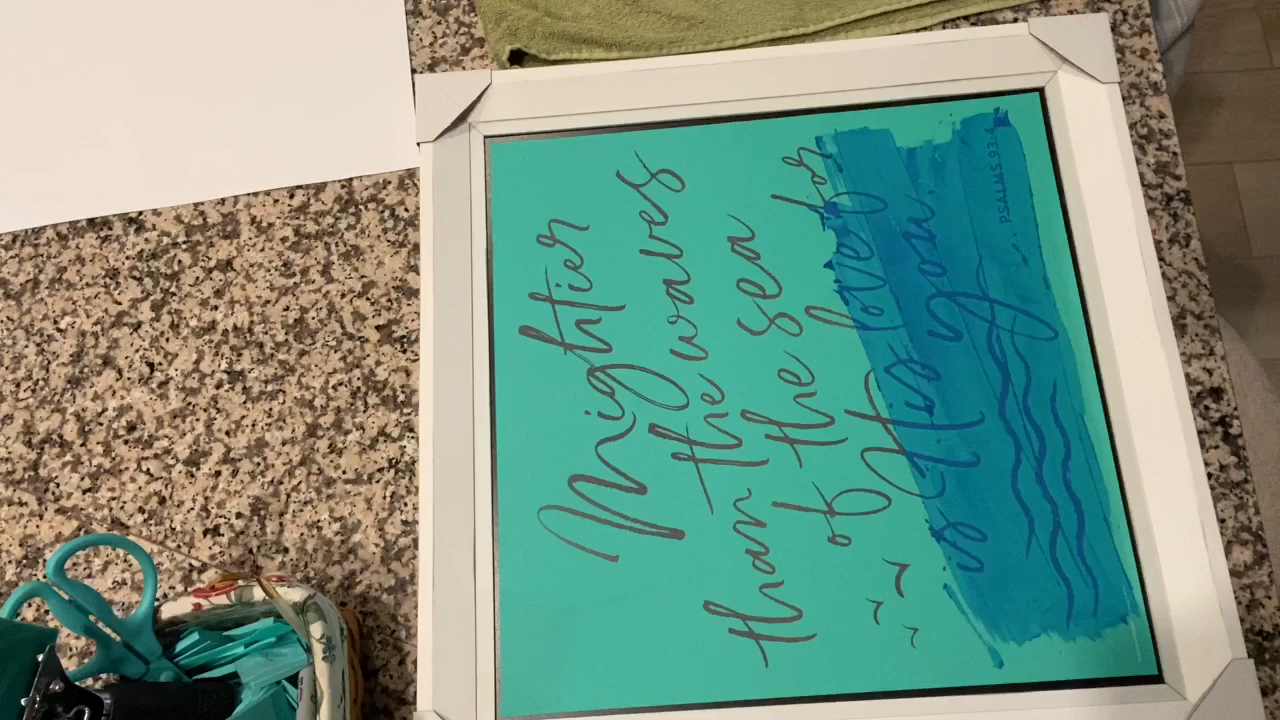 Mightier
than the waves
of the sea
is His love for
you.
PSALMS 93:4